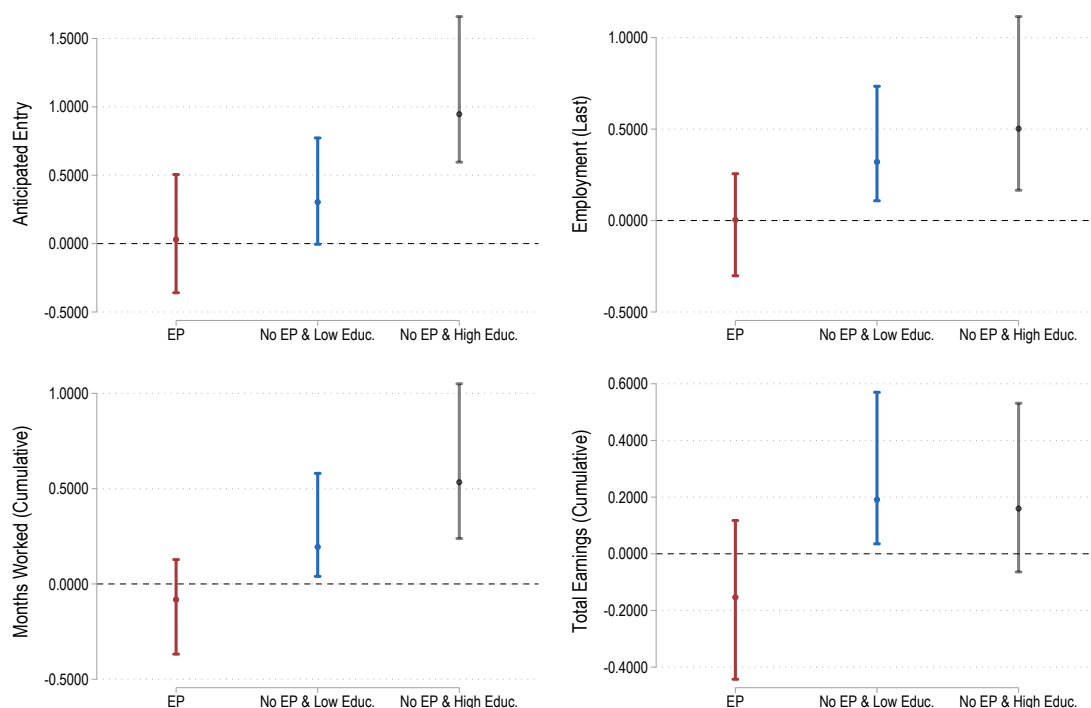 Anticipated Entry
1.5000
1.0000
0.5000
0.0000
-0.5000
EP
No EP & Low Educ.
No EP & High Educ.
Employment (Last)
1.0000
0.5000
0.0000
-0.5000
EP
No EP & Low Educ.
No EP & High Educ.
Months Worked (Cumulative)
1.0000
0.5000
0.0000
-0.5000
EP
No EP & Low Educ.
No EP & High Educ.
Total Earnings (Cumulative)
0.6000
0.4000
0.2000
0.0000
-0.2000
-0.4000
EP
No EP & Low Educ.
No EP & High Educ.